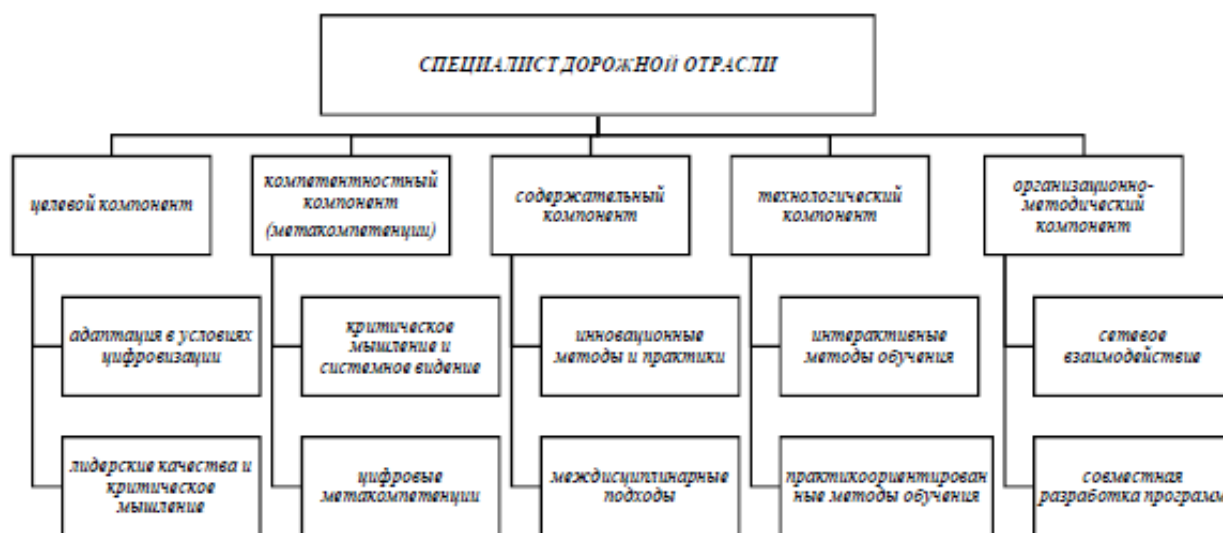 СПЕЦИАЛИСТ ДОРОЖНОЙ ОТРАСЛИ
целевой компонент
компетентностный
компонент
(метакомпетенции)
содержательный
компонент
технологический
компонент
организационно-
методический
компонент
адаптация в условиях
цифровизации
критическое
мышление и
системное видение
инновационные
методы и практики
интерактивные
методы обучения
сетевое
взаимодействие
лидерские качества и
критическое
мышление
цифровые
метакомпетенции
междисциплинарные
подходы
практикоориентирован
ные методы обучения
совместная
разработка программ